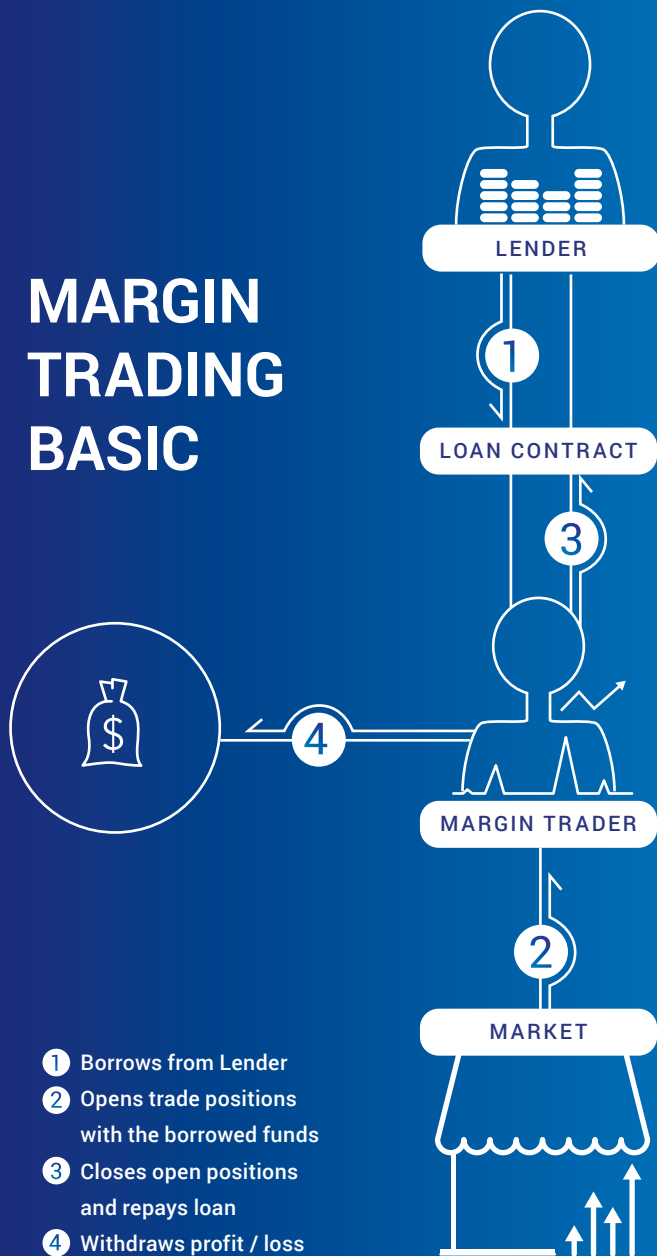 MARGIN
TRADING
BASIC
LENDER
1
LOAN CONTRACT
3
$
4
MARGIN TRADER
2
MARKET
1 Borrows from Lender
2 Opens trade positions
with the borrowed funds
3 Closes open positions
and repays loan
4 Withdraws profit / loss